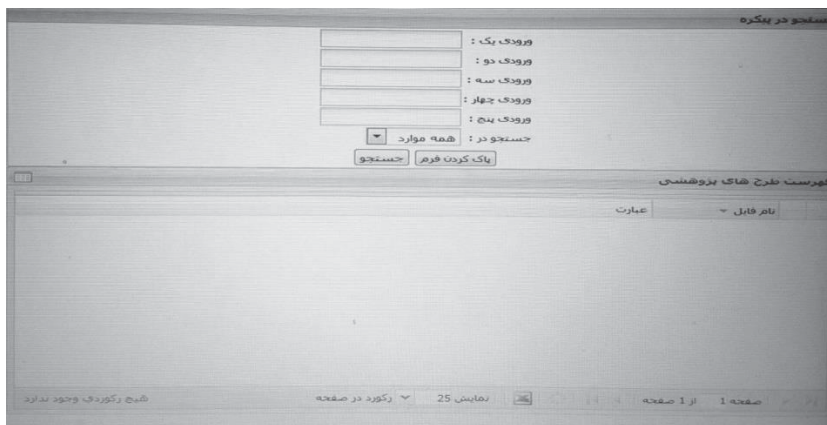 جستجو در پیکره
ورودی یک :
ورودی دو :
ورودی سه :
ورودی چهار :
ورودی پنج :
جستجو در : همه موارد
پاک کردن فرم جستجو
فهرست طرح های پژوهشی
نام فایل عبارت
صفحه 1 از 1 صفحه نمایش 25 رکورد در صفحه هیچ رکوردی وجود ندارد